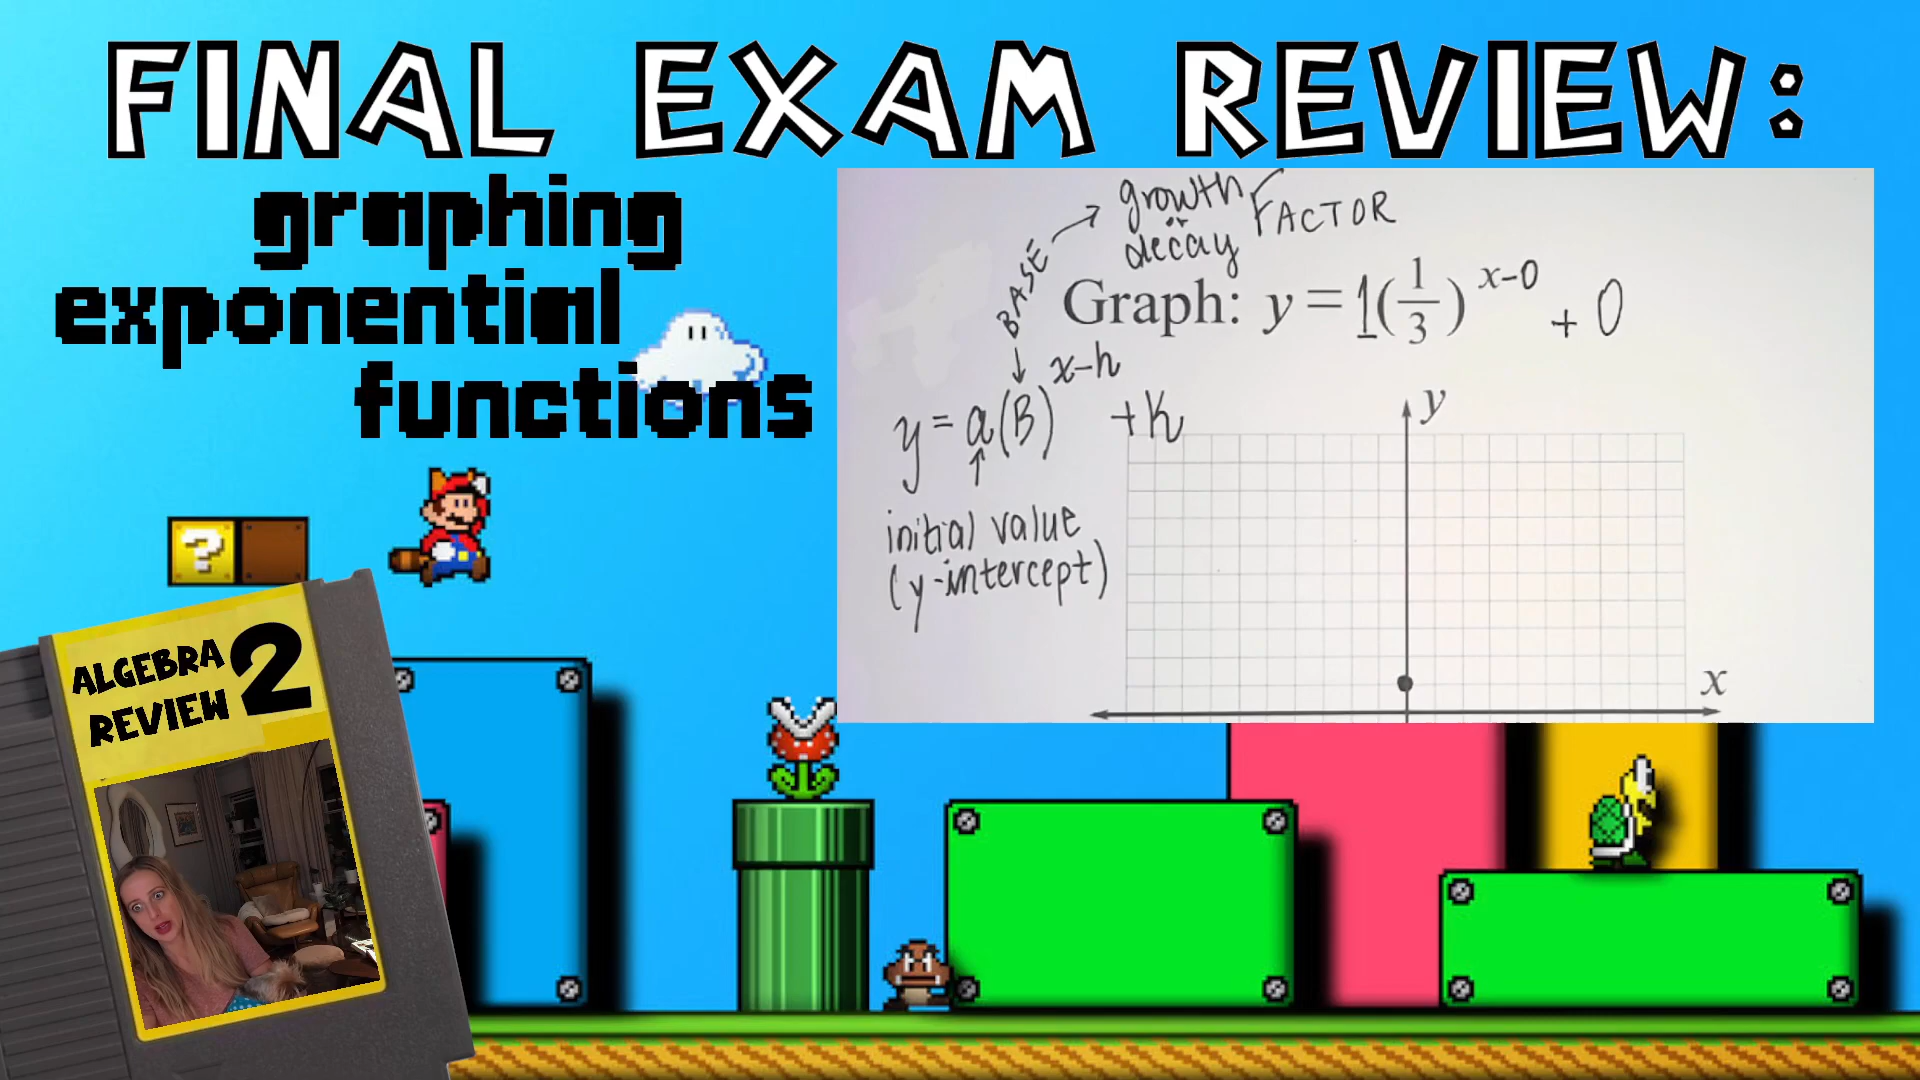 FINAL EXAM REVIEW:
graphing
exponential
functions
growth
or
decay
FACTOR
BASE
Graph: y = 1(1/3)^x-0 + 0
y = a(B)^x-h + K
initial value
(y-intercept)
y
x
?
ALGEBRA
REVIEW
2